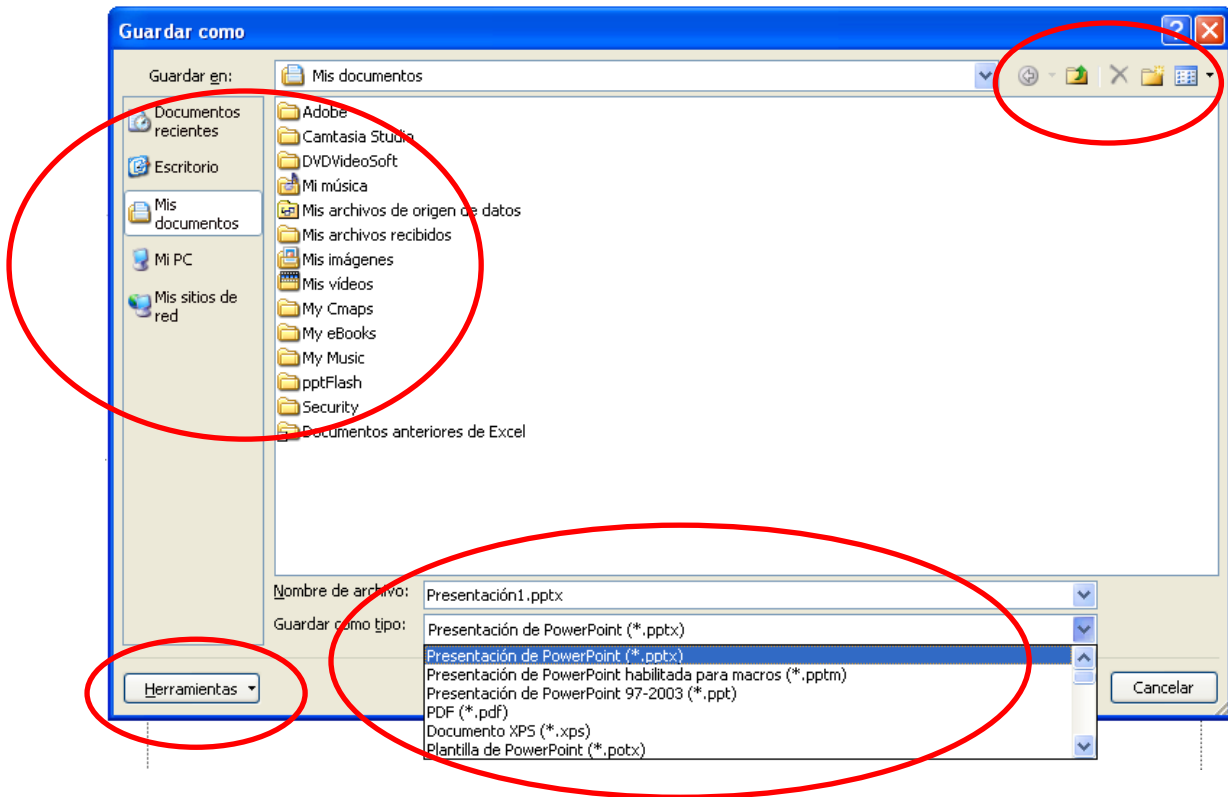 Guardar como
Guardar en:
Mis documentos
Documentos
recientes
Escritorio
Mis
documentos
Mi PC
Mis sitios de
red
Adobe
Camtasia Studio
DVDVideoSoft
Mi música
Mis archivos de origen de datos
Mis archivos recibidos
Mis imágenes
Mis vídeos
My Cmaps
My eBooks
My Music
pptFlash
Security
Documentos anteriores de Excel
Nombre de archivo:
Presentación1.pptx
Guardar como tipo:
Presentación de PowerPoint (*.pptx)
Presentación de PowerPoint (*.pptx)
Presentación de PowerPoint habilitada para macros (*.pptm)
Presentación de PowerPoint 97-2003 (*.ppt)
PDF (*.pdf)
Documento XPS (*.xps)
Plantilla de PowerPoint (*.potx)
Herramientas
Cancelar